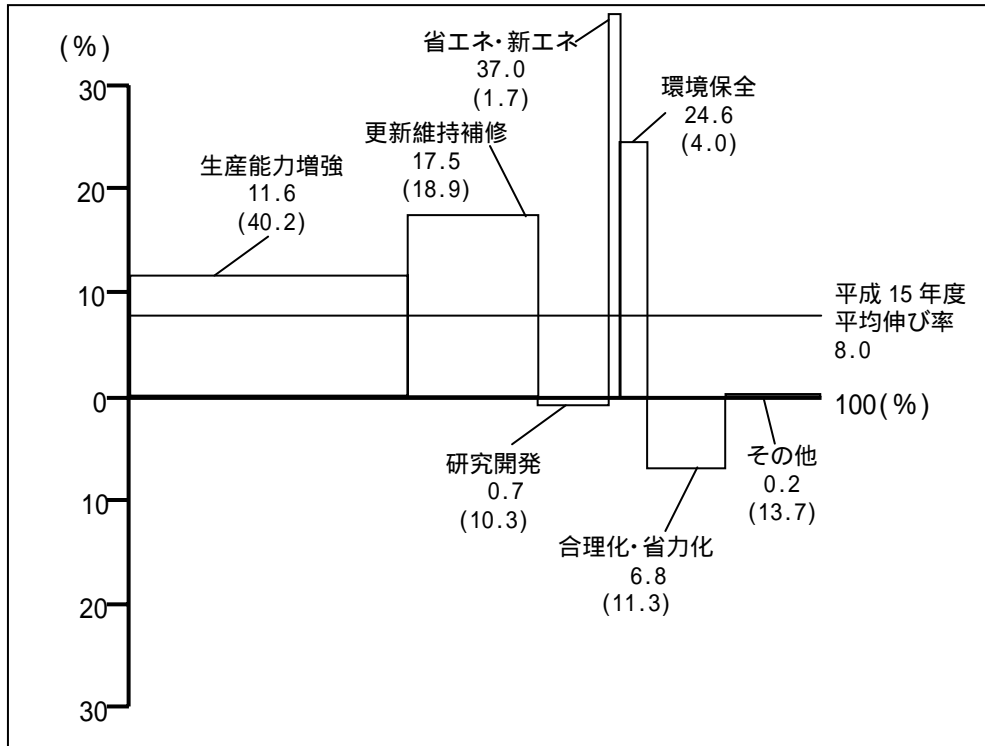 (%)
30
20
10
0
10
20
30
生産能力増強
11.6
(40.2)
更新維持補修
17.5
(18.9)
省エネ・新エネ
37.0
(1.7)
環境保全
24.6
(4.0)
平成 15 年度
平均伸び率
8.0
100(%)
研究開発
0.7
(10.3)
合理化・省力化
6.8
(11.3)
その他
0.2
(13.7)